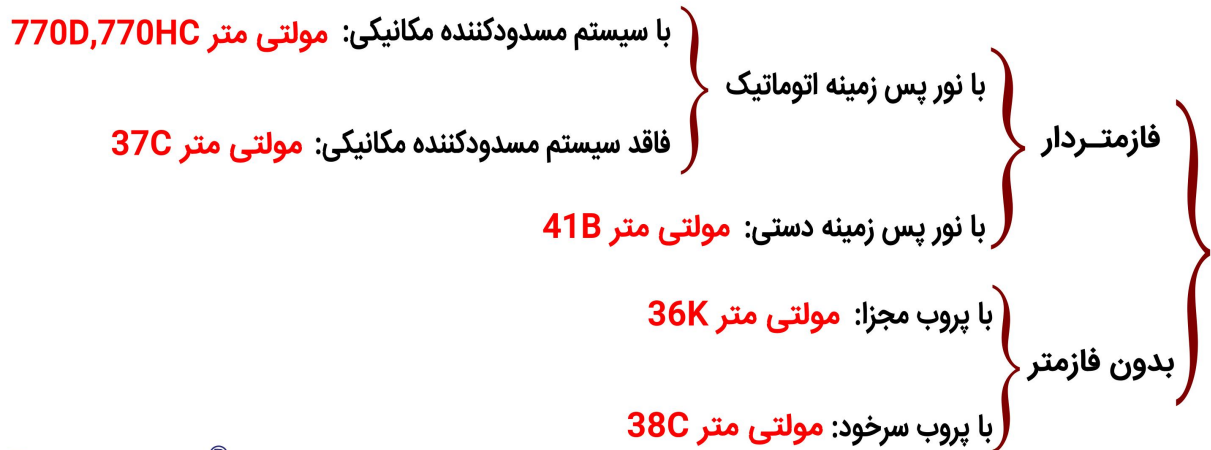 با سیستم مسدودکننده مکانیکی: مولتی متر 770D,770HC
با نور پس زمینه اتوماتیک
فازمتـردار
فاقد سیستم مسدودکننده مکانیکی: مولتی متر 37C
با نور پس زمینه دستی: مولتی متر 41B
با پروب مجزا: مولتی متر 36K
بدون فازمتر
با پروب سرخود: مولتی متر 38C